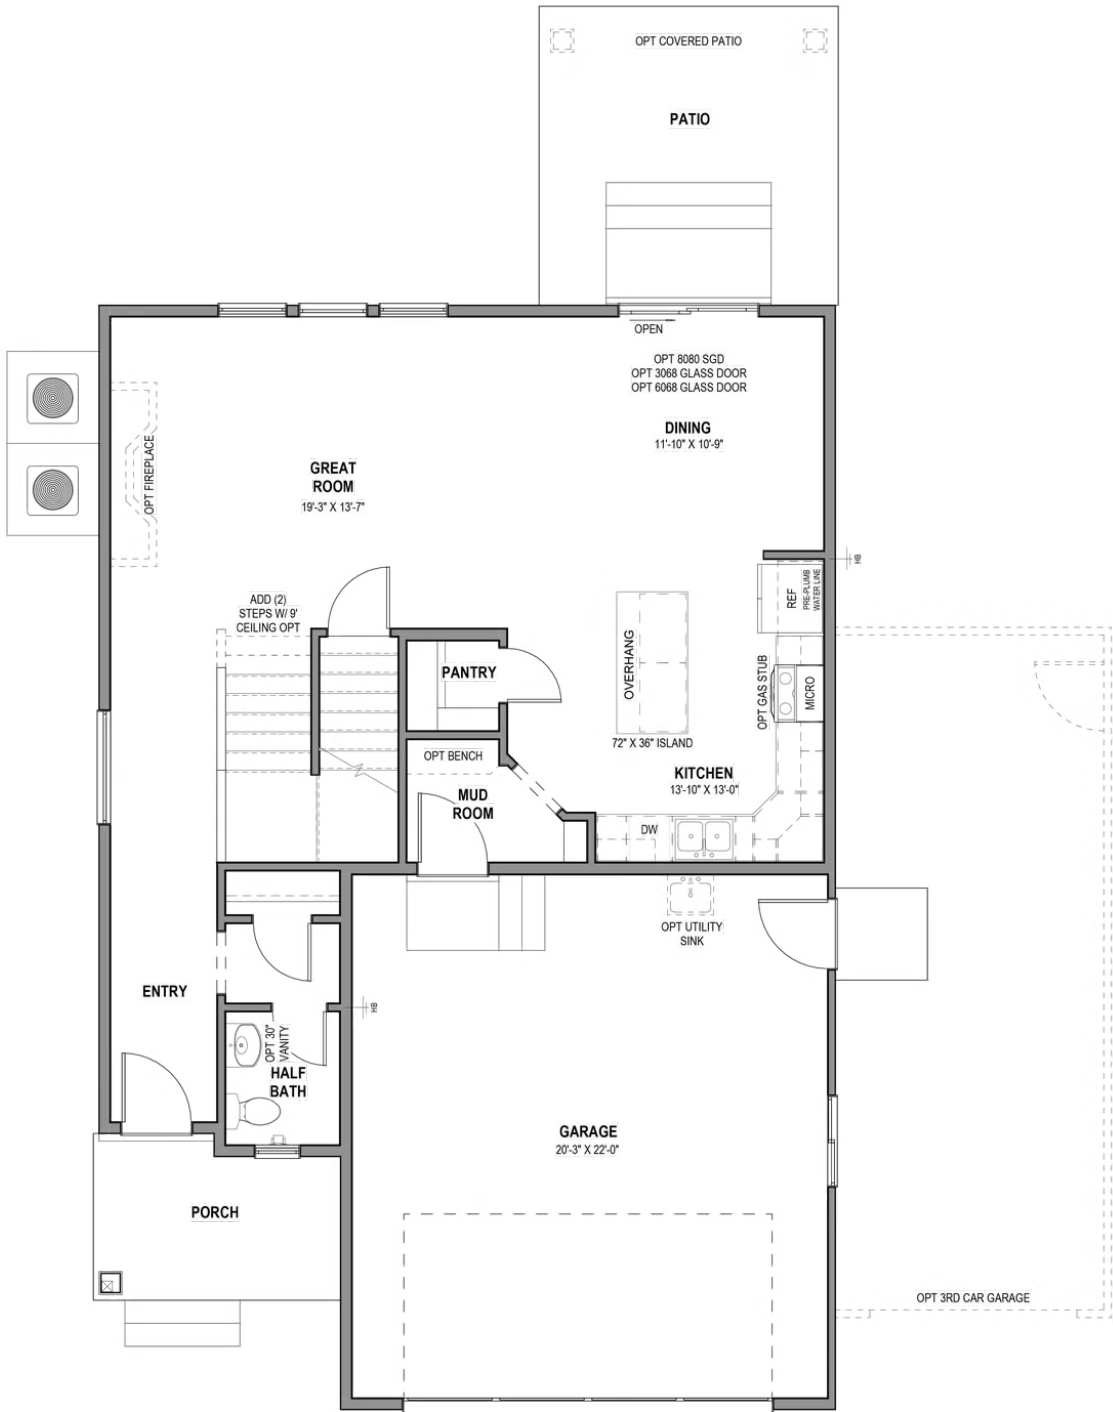 OPT COVERED PATIO
PATIO
OPEN
OPT 8080 SGD
OPT 3068 GLASS DOOR
OPT 6068 GLASS DOOR
DINING
11'-10" X 10'-9"
OPT FIREPLACE
GREAT
ROOM
19'-3" X 13'-7"
HB
REF
PRE-PLUMB
WATER LINE
ADD (2)
STEPS W/ 9'
CEILING OPT
OVERHANG
PANTRY
OPT GAS STUB
MICRO
72" X 36" ISLAND
OPT BENCH
KITCHEN
13'-10" X 13'-0"
MUD
ROOM
DW
OPT UTILITY
SINK
ENTRY
HB
OPT 30"
VANITY
HALF
BATH
GARAGE
20'-3" X 22'-0"
PORCH
OPT 3RD CAR GARAGE